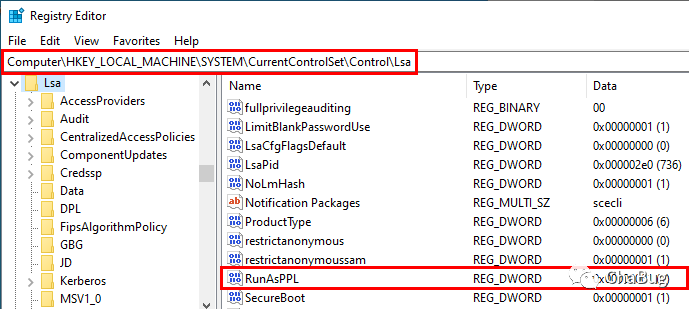 Registry Editor
File Edit View Favorites Help
Computer\HKEY_LOCAL_MACHINE\SYSTEM\CurrentControlSet\Control\Lsa
Lsa
AccessProviders
Audit
CentralizedAccessPolicies
ComponentUpdates
Credssp
Data
DPL
FipsAlgorithmPolicy
GBG
JD
Kerberos
MSV1_0
Name Type Data
fullprivilegeauditing REG_BINARY 00
LimitBlankPasswordUse REG_DWORD 0x00000001 (1)
LsaCfgFlagsDefault REG_DWORD 0x00000000 (0)
LsaPid REG_DWORD 0x000002e0 (736)
NoLmHash REG_DWORD 0x00000001 (1)
Notification Packages REG_MULTI_SZ scecli
ProductType REG_DWORD 0x00000006 (6)
restrictanonymous REG_DWORD 0x00000000 (0)
restrictanonymoussam REG_DWORD 0x00000001 (1)
RunAsPPL REG_DWORD
SecureBoot REG_DWORD 0x00000001 (1)
ChaBug